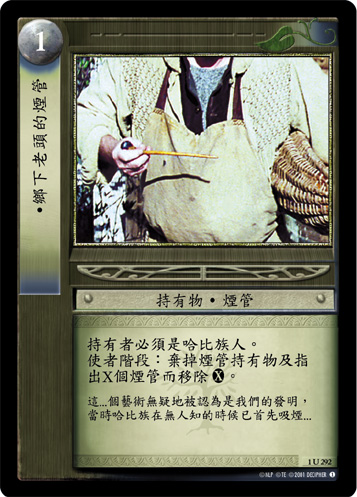 1
•鄉下老頭的煙管
持有物•煙管
持有者必須是哈比族人。
使者階段：棄掉煙管持有物及指
出X個煙管而移除 X。
這...個藝術無疑地被認為是我們的發明，
當時哈比族在無人知的時候已首先吸煙...
1 U 292
©NLP ©TE ©2001 DECIPHER